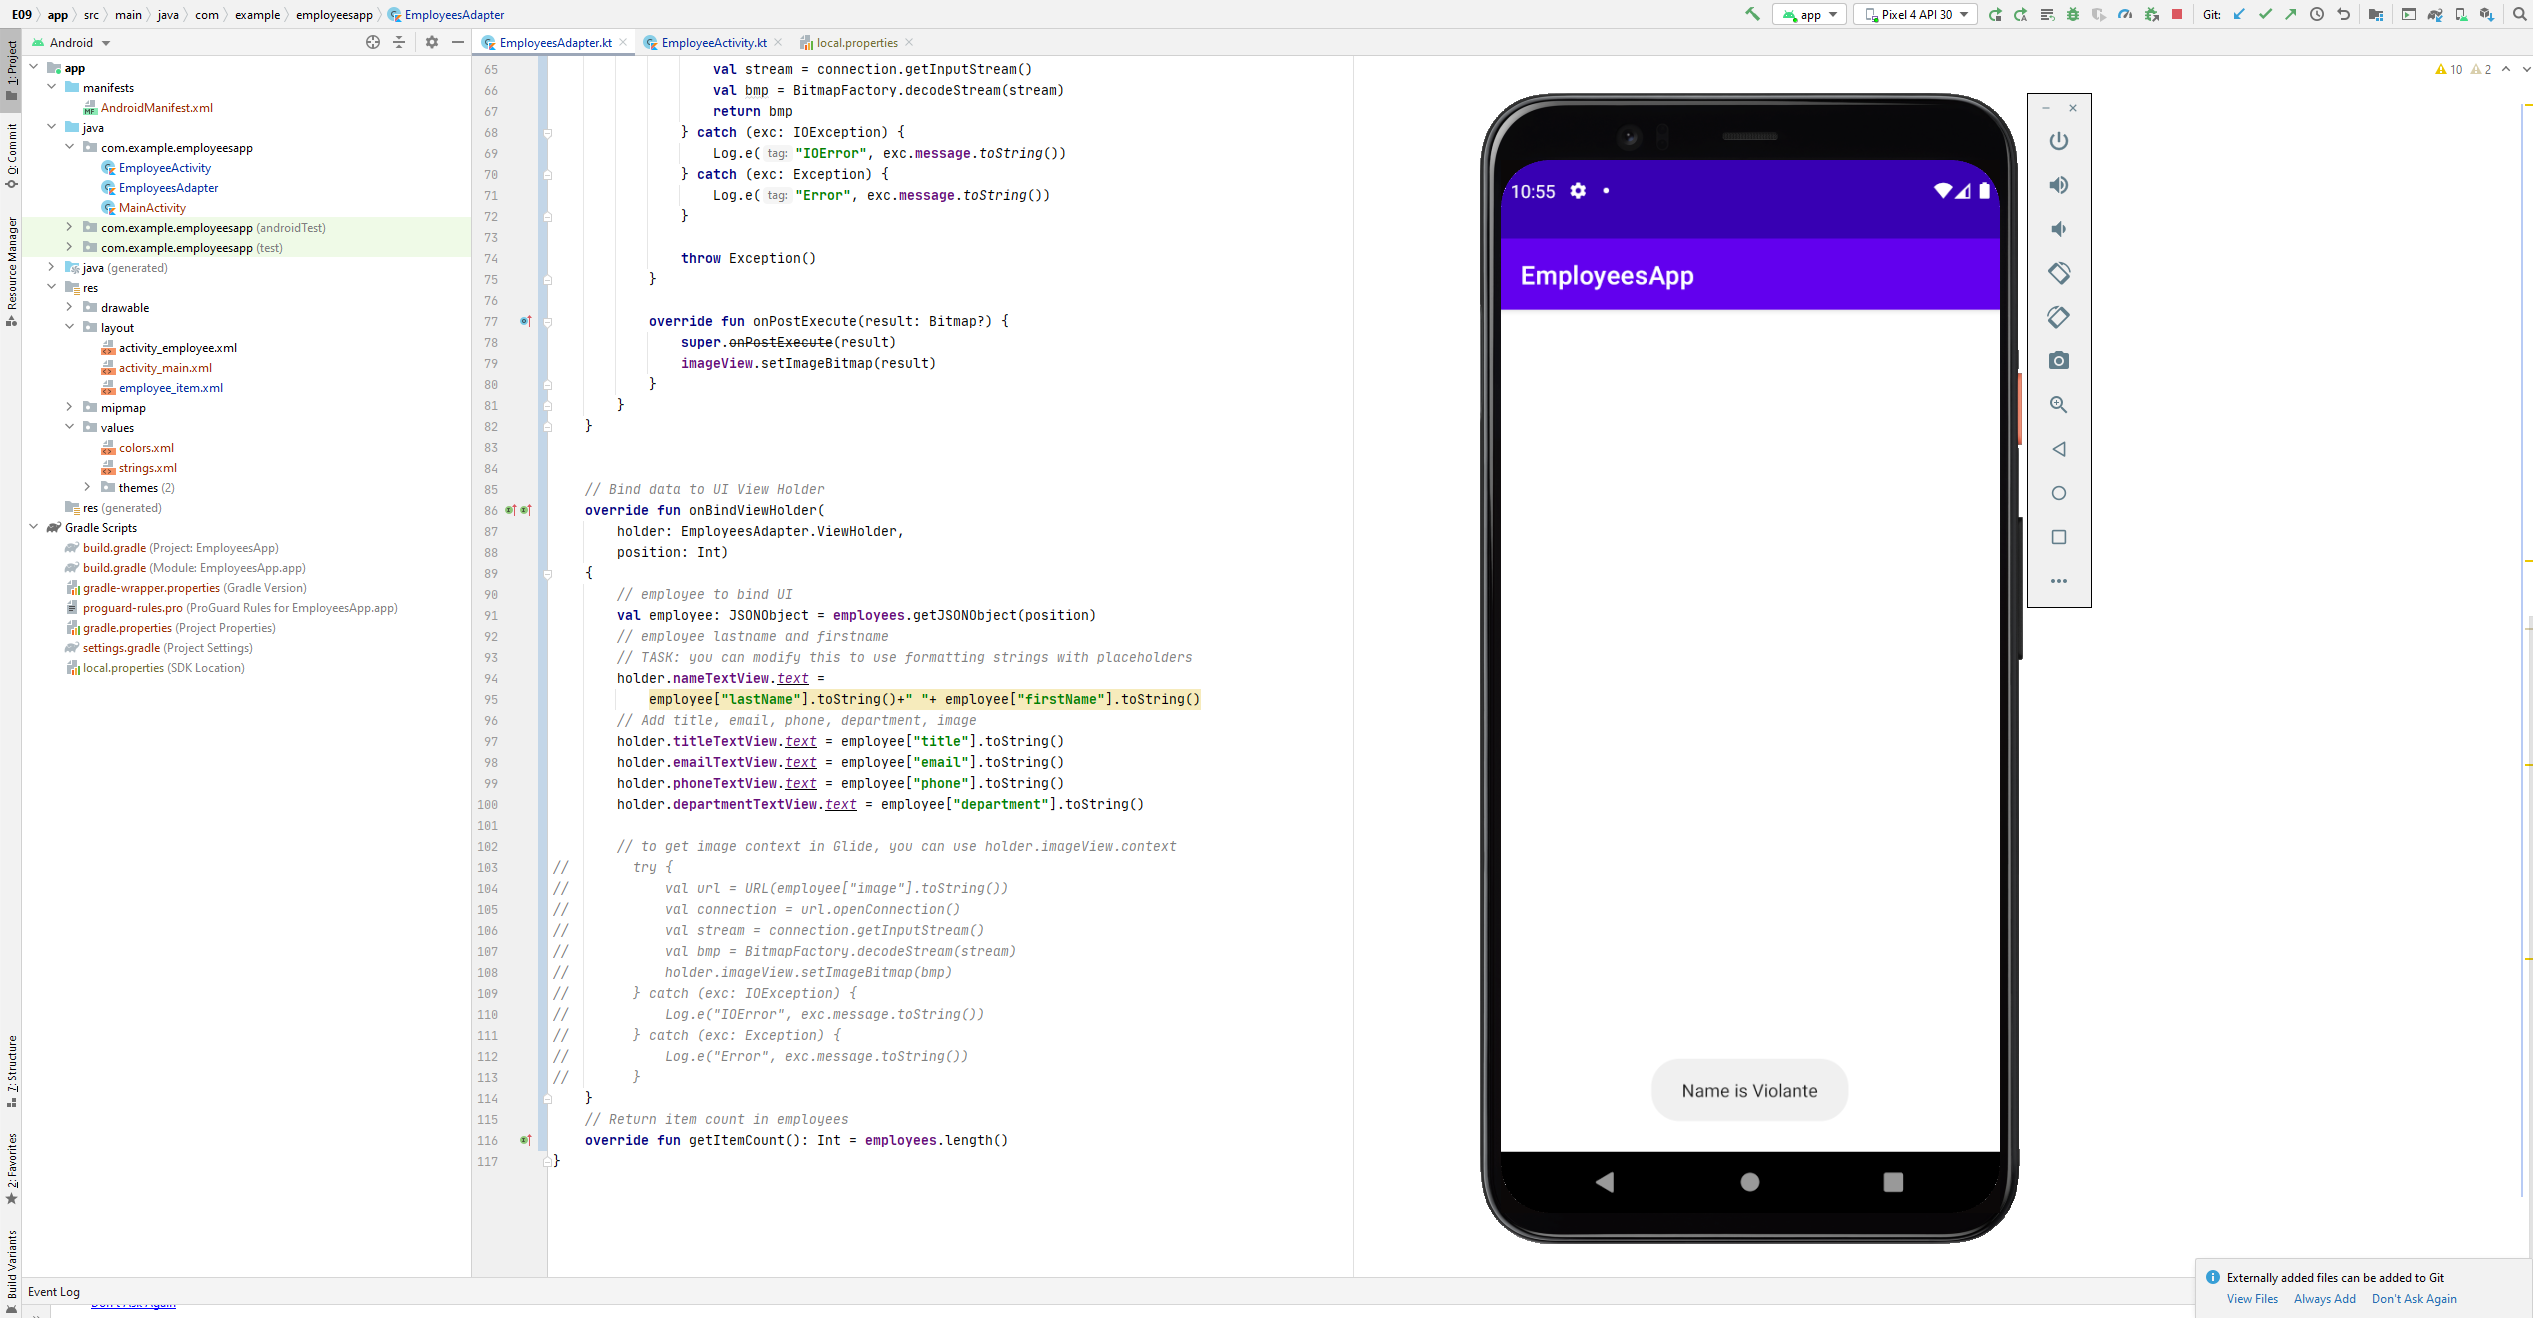 E09 app src main java com example employeesapp EmployeesAdapter
app Pixel 4 API 30 Git:
Android
EmployeesAdapter.kt EmployeeActivity.kt local.properties
1: Project
0: Commit
Resource Manager
7: Structure
2: Favorites
Build Variants
app
manifests
AndroidManifest.xml
java
com.example.employeesapp
EmployeeActivity
EmployeesAdapter
MainActivity
com.example.employeesapp (androidTest)
com.example.employeesapp (test)
java (generated)
res
drawable
layout
activity_employee.xml
activity_main.xml
employee_item.xml
mipmap
values
colors.xml
strings.xml
themes (2)
res (generated)
Gradle Scripts
build.gradle (Project: EmployeesApp)
build.gradle (Module: EmployeesApp.app)
gradle-wrapper.properties (Gradle Version)
proguard-rules.pro (ProGuard Rules for EmployeesApp.app)
gradle.properties (Project Properties)
settings.gradle (Project Settings)
local.properties (SDK Location)
65 val stream = connection.getInputStream()
66 val bmp = BitmapFactory.decodeStream(stream)
67 return bmp
68 } catch (exc: IOException) {
69 Log.e( tag: "IOError", exc.message.toString())
70 } catch (exc: Exception) {
71 Log.e( tag: "Error", exc.message.toString())
72 }
73
74 throw Exception()
75 }
76
77 override fun onPostExecute(result: Bitmap?) {
78 super.onPostExecute(result)
79 imageView.setImageBitmap(result)
80 }
81 }
82 }
83
84
85 // Bind data to UI View Holder
86 override fun onBindViewHolder(
87 holder: EmployeesAdapter.ViewHolder,
88 position: Int)
89 {
90 // employee to bind UI
91 val employee: JSONObject = employees.getJSONObject(position)
92 // employee lastname and firstname
93 // TASK: you can modify this to use formatting strings with placeholders
94 holder.nameTextView.text =
95 employee["lastName"].toString()+" "+ employee["firstName"].toString()
96 // Add title, email, phone, department, image
97 holder.titleTextView.text = employee["title"].toString()
98 holder.emailTextView.text = employee["email"].toString()
99 holder.phoneTextView.text = employee["phone"].toString()
100 holder.departmentTextView.text = employee["department"].toString()
101
102 // to get image context in Glide, you can use holder.imageView.context
103 // try {
104 // val url = URL(employee["image"].toString())
105 // val connection = url.openConnection()
106 // val stream = connection.getInputStream()
107 // val bmp = BitmapFactory.decodeStream(stream)
108 // holder.imageView.setImageBitmap(bmp)
109 // } catch (exc: IOException) {
110 // Log.e("IOError", exc.message.toString())
111 // } catch (exc: Exception) {
112 // Log.e("Error", exc.message.toString())
113 // }
114 }
115 // Return item count in employees
116 override fun getItemCount(): Int = employees.length()
117 }
10 2
10:55
EmployeesApp
Name is Violante
Event Log
Don't Ask Again
Externally added files can be added to Git
View Files Always Add Don't Ask Again